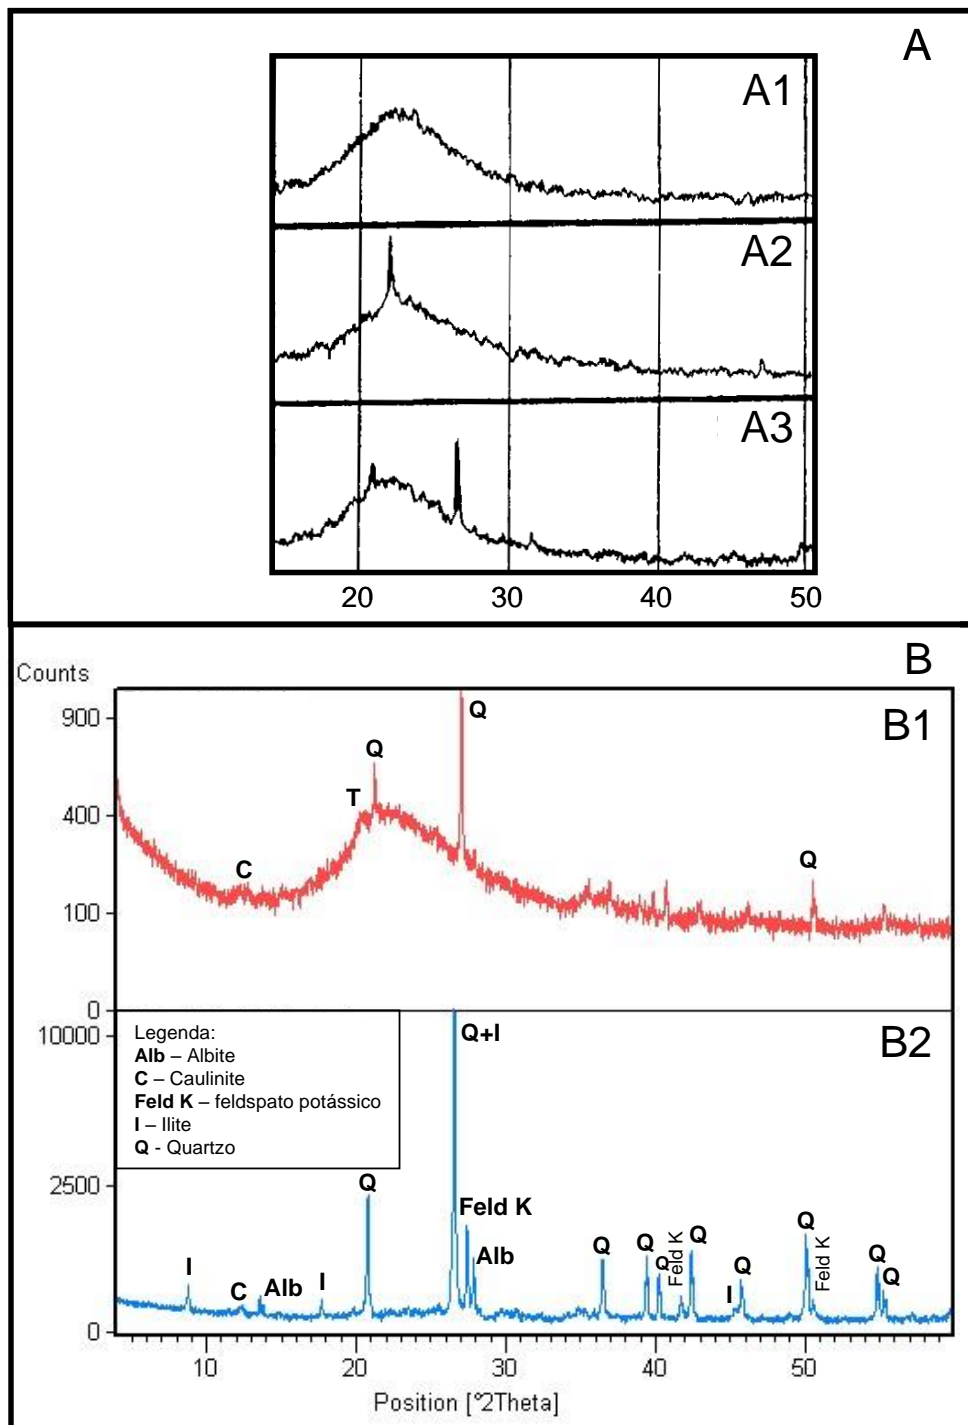 A
A1
A2
A3
20 30 40 50
B
Counts
B1
900
400
100
0
Q
Q
T
C
Q
B2
10000
2500
0
Legenda:
Alb – Albite
C – Caulinite
Feld K – feldspato potássico
I – Ilite
Q - Quartzo
Q+I
Q
Feld K
Alb
I
C
Alb
I
Q
Q
Q
Feld K
Q
I
Q
Q
Feld K
Q
Q
10 20 30 40 50
Position [°2Theta]